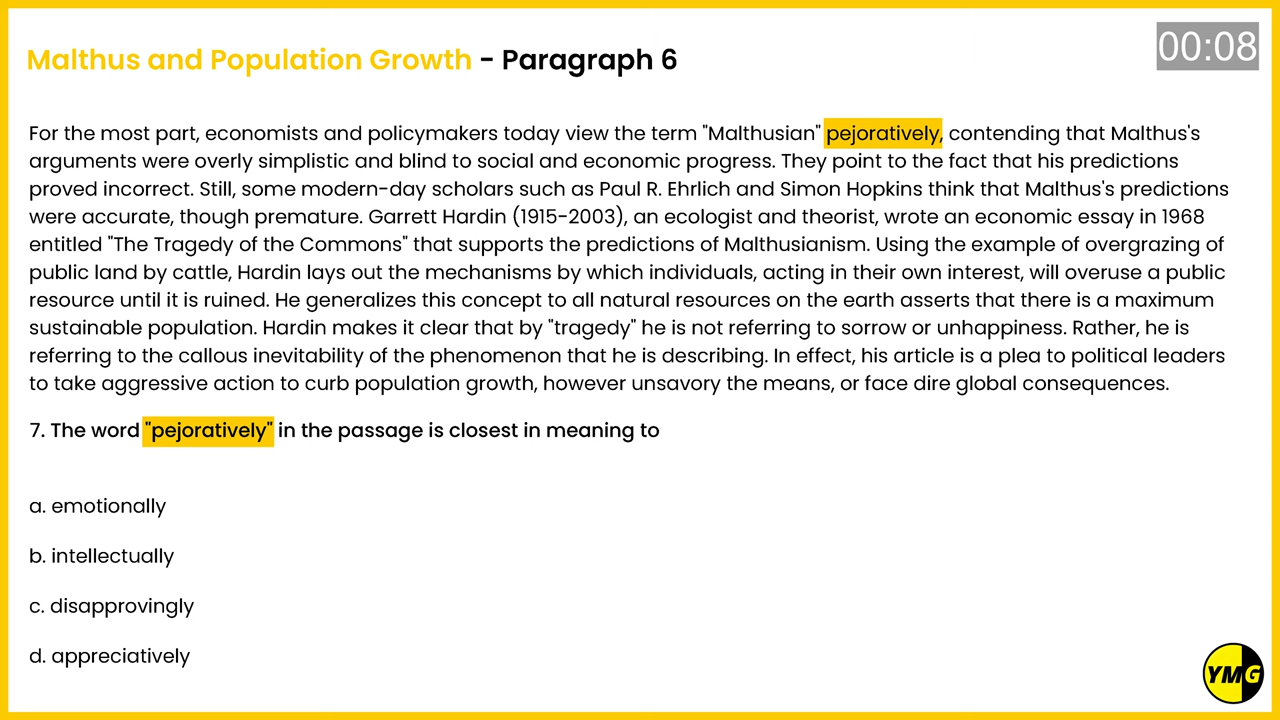 Malthus and Population Growth - Paragraph 6
00:08
For the most part, economists and policymakers today view the term "Malthusian" pejoratively, contending that Malthus's
arguments were overly simplistic and blind to social and economic progress. They point to the fact that his predictions
proved incorrect. Still, some modern-day scholars such as Paul R. Ehrlich and Simon Hopkins think that Malthus's predictions
were accurate, though premature. Garrett Hardin (1915-2003), an ecologist and theorist, wrote an economic essay in 1968
entitled "The Tragedy of the Commons" that supports the predictions of Malthusianism. Using the example of overgrazing of
public land by cattle, Hardin lays out the mechanisms by which individuals, acting in their own interest, will overuse a public
resource until it is ruined. He generalizes this concept to all natural resources on the earth asserts that there is a maximum
sustainable population. Hardin makes it clear that by "tragedy" he is not referring to sorrow or unhappiness. Rather, he is
referring to the callous inevitability of the phenomenon that he is describing. In effect, his article is a plea to political leaders
to take aggressive action to curb population growth, however unsavory the means, or face dire global consequences.
7. The word "pejoratively" in the passage is closest in meaning to
a. emotionally
b. intellectually
c. disapprovingly
d. appreciatively
YMG